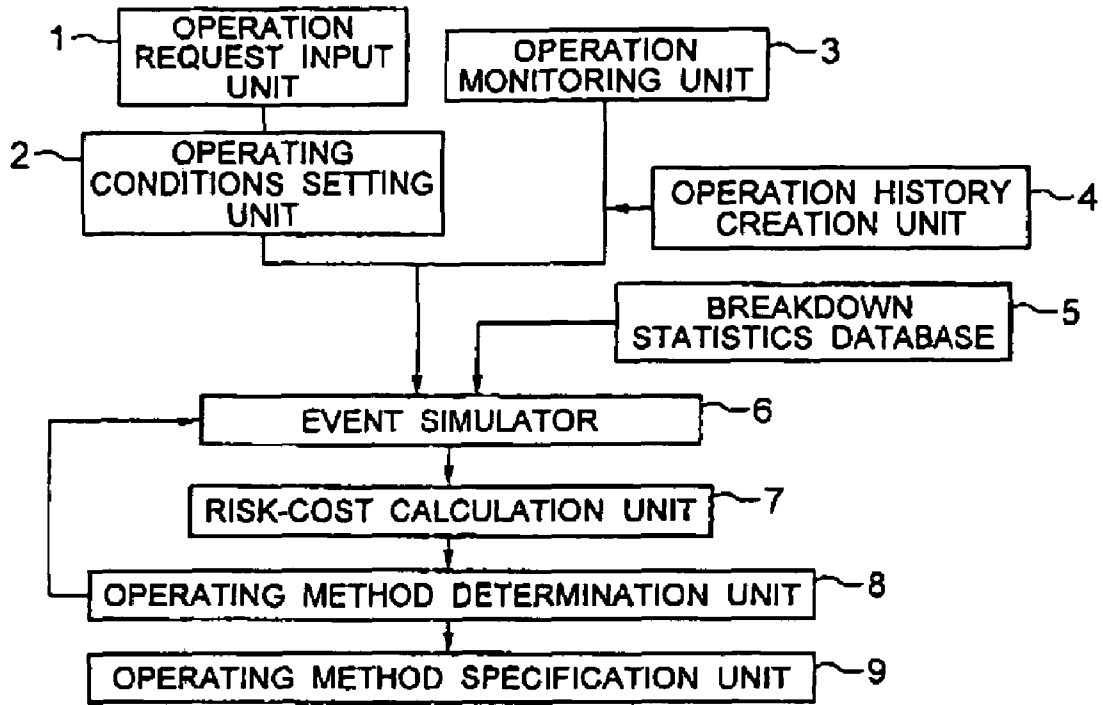 1
OPERATION
REQUEST INPUT
UNIT
OPERATION
MONITORING UNIT
3
2
OPERATING
CONDITIONS SETTING
UNIT
OPERATION HISTORY
CREATION UNIT
4
BREAKDOWN
STATISTICS DATABASE
5
EVENT SIMULATOR
6
RISK-COST CALCULATION UNIT
7
OPERATING METHOD DETERMINATION UNIT
8
OPERATING METHOD SPECIFICATION UNIT
9